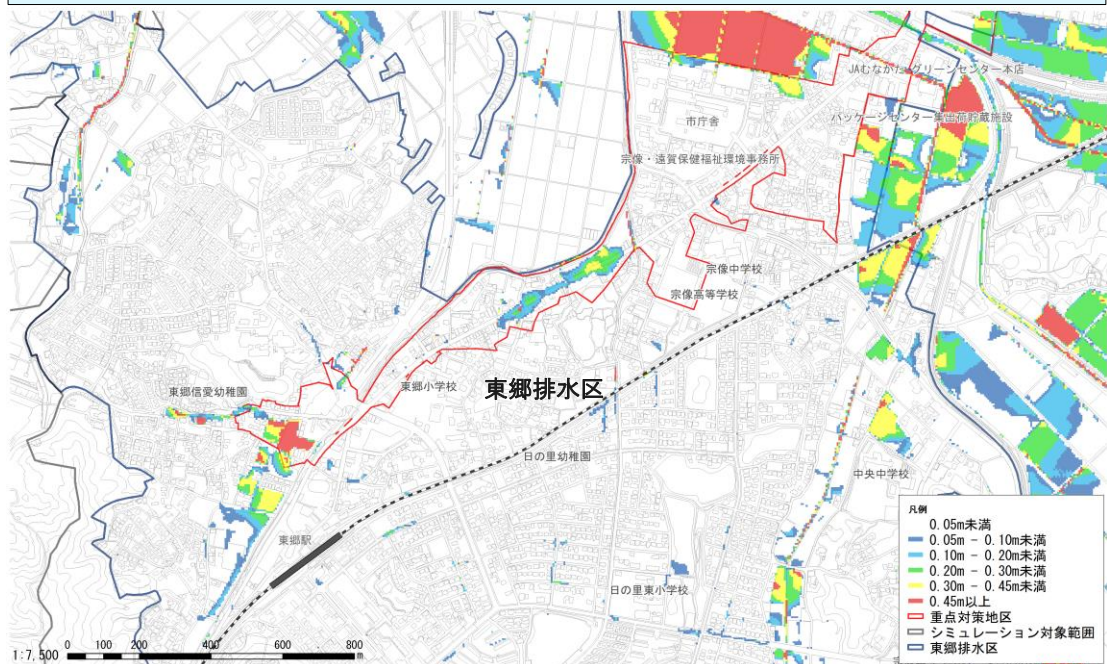 JAむなかた グリーンセンター本店
市庁舎
パッケージセンター集出荷貯蔵施設
宗像・遠賀保健福祉環境事務所
宗像中学校
宗像高等学校
東郷小学校
東郷排水区
東郷信愛幼稚園
日の里幼稚園
中央中学校
東郷駅
日の里東小学校
凡例
0.05m未満
0.05m - 0.10m未満
0.10m - 0.20m未満
0.20m - 0.30m未満
0.30m - 0.45m未満
0.45m以上
重点対策地区
シミュレーション対象範囲
東郷排水区
1:7,500
0 100 200 400 600 800
m